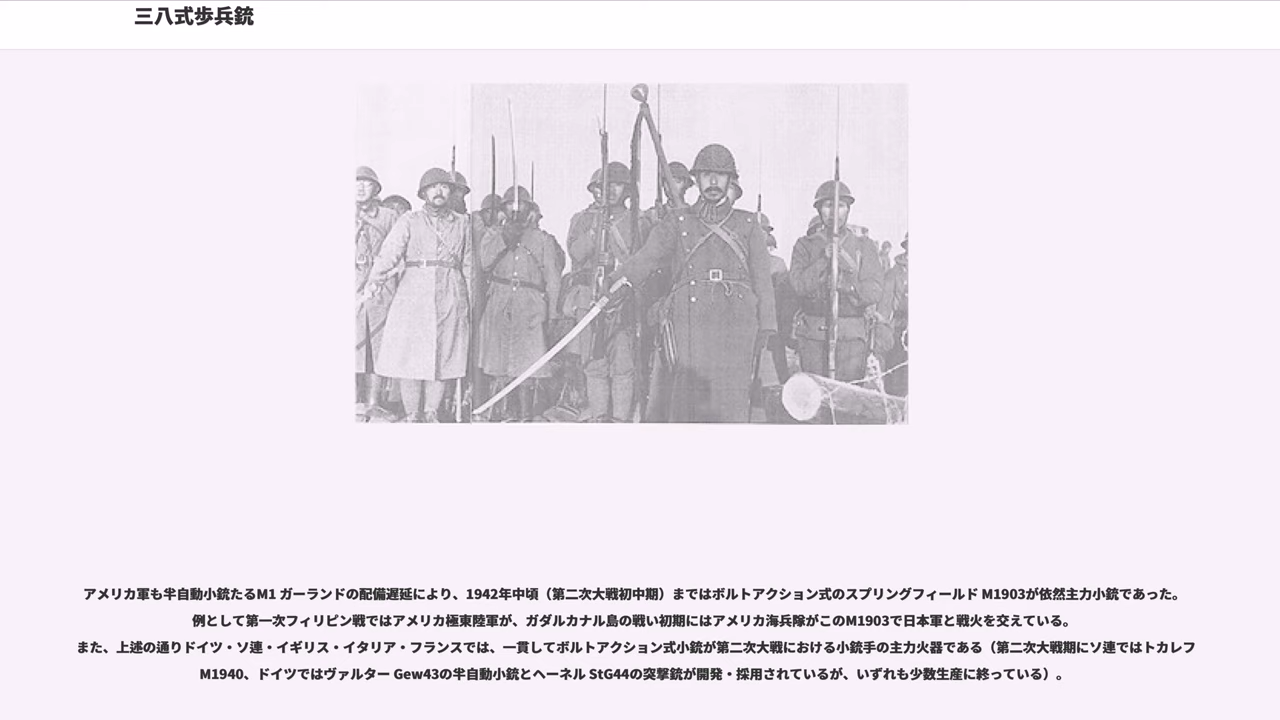 三八式歩兵銃
アメリカ軍も半自動小銃たるM1 ガーランドの配備遅延により、1942年中頃（第二次大戦初中期）まではボルトアクション式のスプリングフィールド M1903が依然主力小銃であった。
例として第一次フィリピン戦ではアメリカ極東陸軍が、ガダルカナル島の戦い初期にはアメリカ海兵隊がこのM1903で日本軍と戦火を交えている。
また、上述の通りドイツ・ソ連・イギリス・イタリア・フランスでは、一貫してボルトアクション式小銃が第二次大戦における小銃手の主力火器である（第二次大戦期にソ連ではトカレフ
M1940、ドイツではヴァルター Gew43の半自動小銃とヘーネル StG44の突撃銃が開発・採用されているが、いずれも少数生産に終っている）。